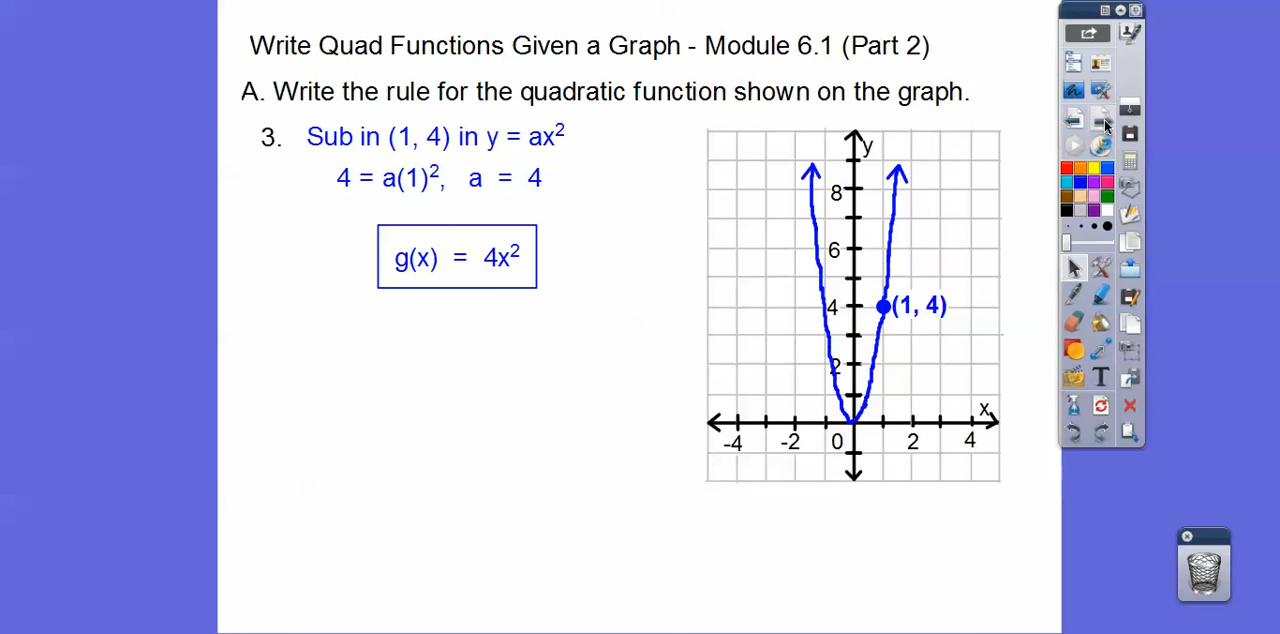 Write Quad Functions Given a Graph - Module 6.1 (Part 2)
A. Write the rule for the quadratic function shown on the graph.
3. Sub in (1, 4) in y = ax²
4 = a(1)², a = 4
g(x) = 4x²
y
8
6
4
(1, 4)
2
x
-4 -2 0 2 4
T